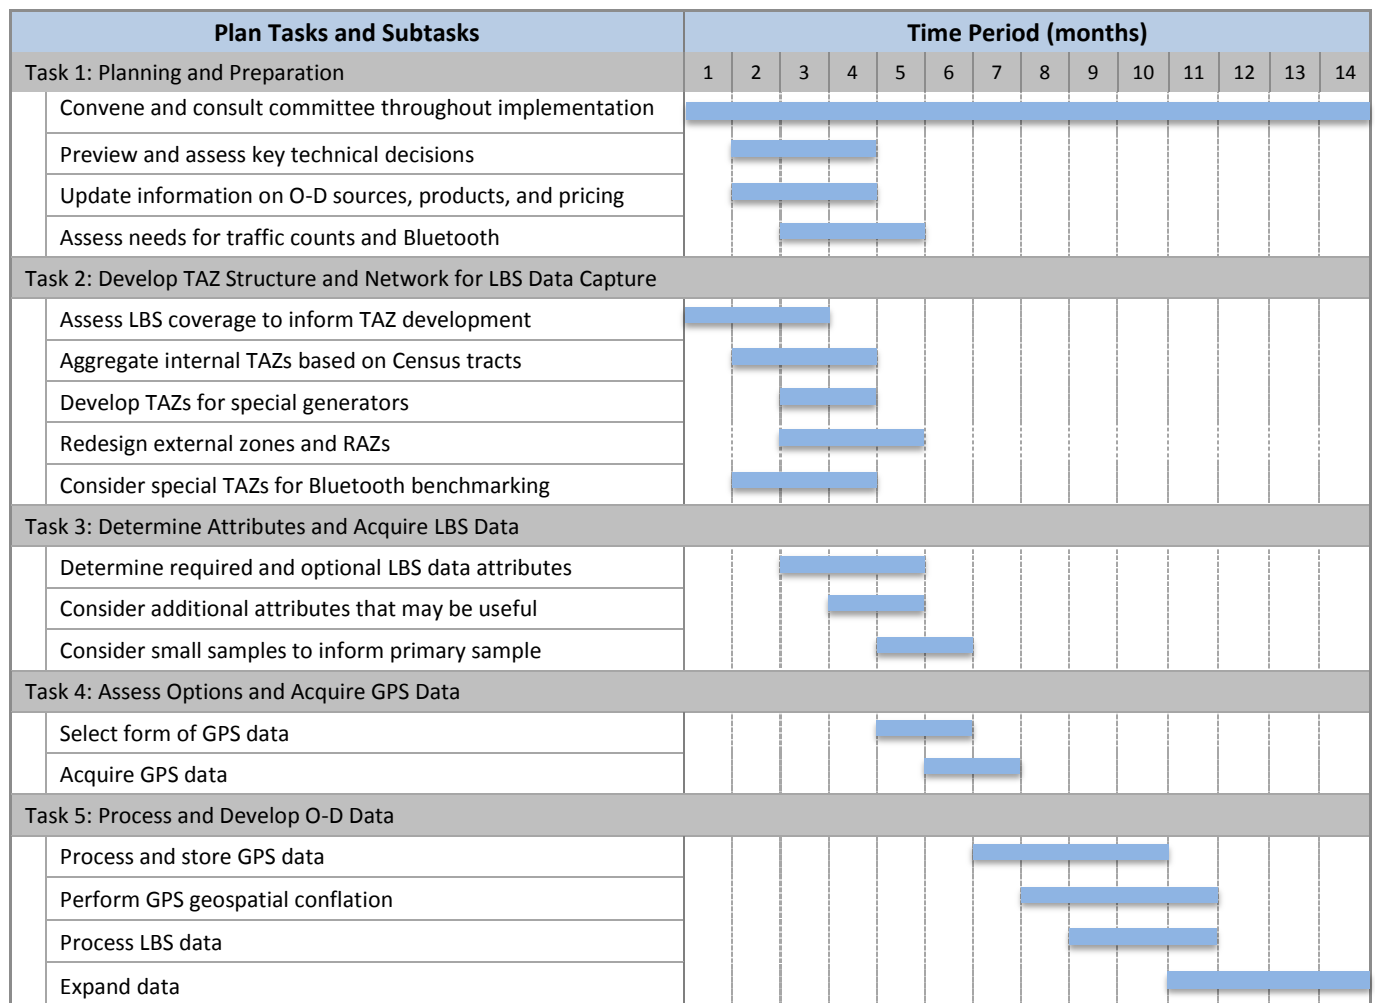 Plan Tasks and Subtasks Time Period (months)
Task 1: Planning and Preparation 1 2 3 4 5 6 7 8 9 10 11 12 13 14
Convene and consult committee throughout implementation
Preview and assess key technical decisions
Update information on O-D sources, products, and pricing
Assess needs for traffic counts and Bluetooth
Task 2: Develop TAZ Structure and Network for LBS Data Capture
Assess LBS coverage to inform TAZ development
Aggregate internal TAZs based on Census tracts
Develop TAZs for special generators
Redesign external zones and RAZs
Consider special TAZs for Bluetooth benchmarking
Task 3: Determine Attributes and Acquire LBS Data
Determine required and optional LBS data attributes
Consider additional attributes that may be useful
Consider small samples to inform primary sample
Task 4: Assess Options and Acquire GPS Data
Select form of GPS data
Acquire GPS data
Task 5: Process and Develop O-D Data
Process and store GPS data
Perform GPS geospatial conflation
Process LBS data
Expand data